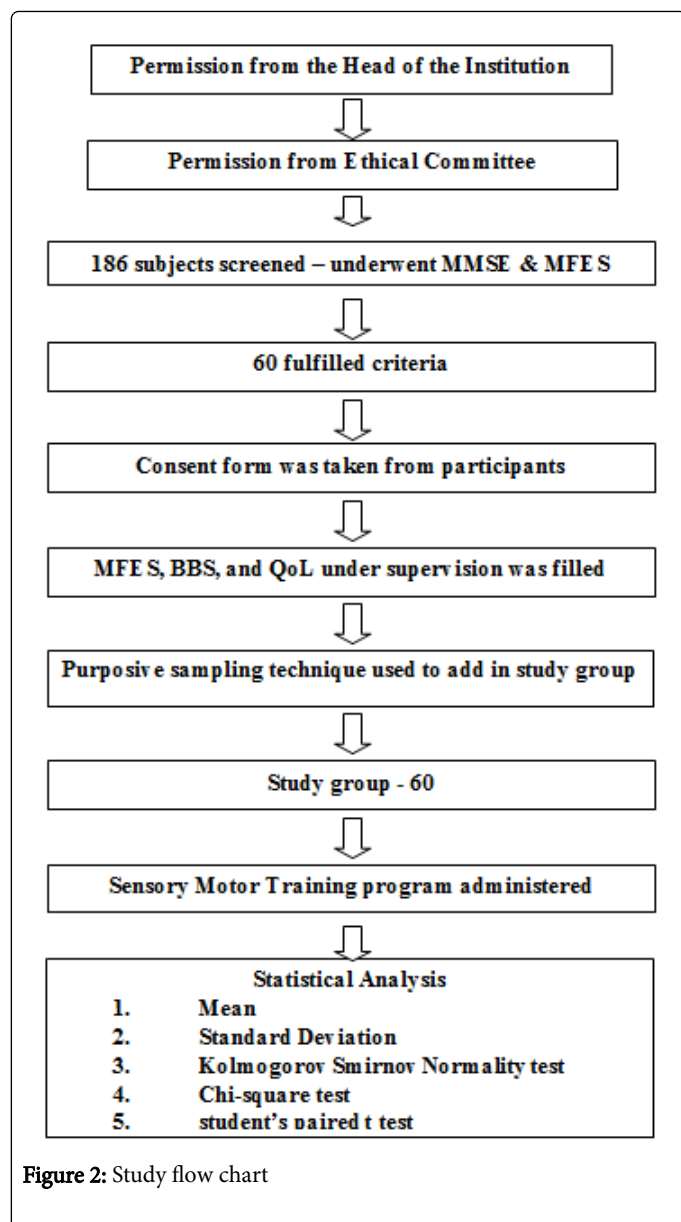 Permission from the Head of the Institution
Permission from Ethical Committee
186 subjects screened – underwent MMSE & MFES
60 fulfilled criteria
Consent form was taken from participants
MFES, BBS, and QoL under supervision was filled
Purposive sampling technique used to add in study group
Study group - 60
Sensory Motor Training program administered
Statistical Analysis
1. Mean
2. Standard Deviation
3. Kolmogorov Smirnov Normality test
4. Chi-square test
5. student's paired t test
Figure 2: Study flow chart